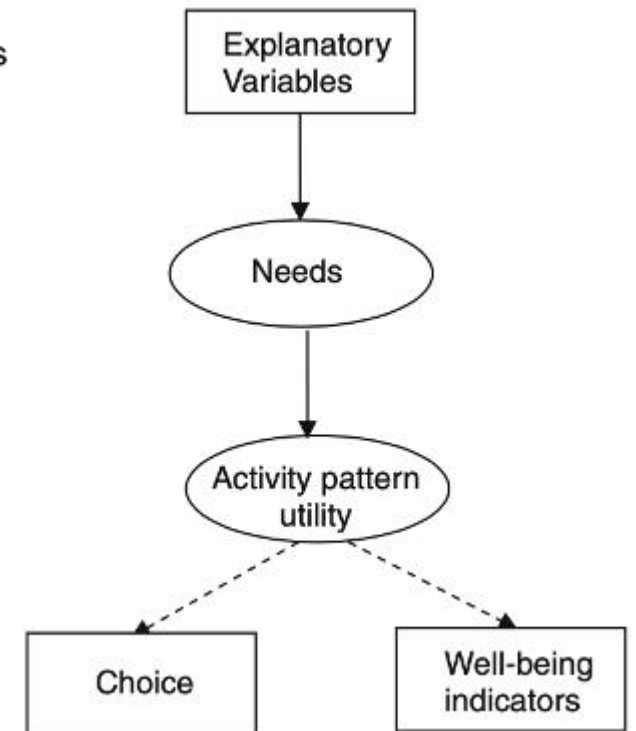 s
Explanatory
Variables
Needs
Activity pattern
utility
Choice
Well-being
indicators